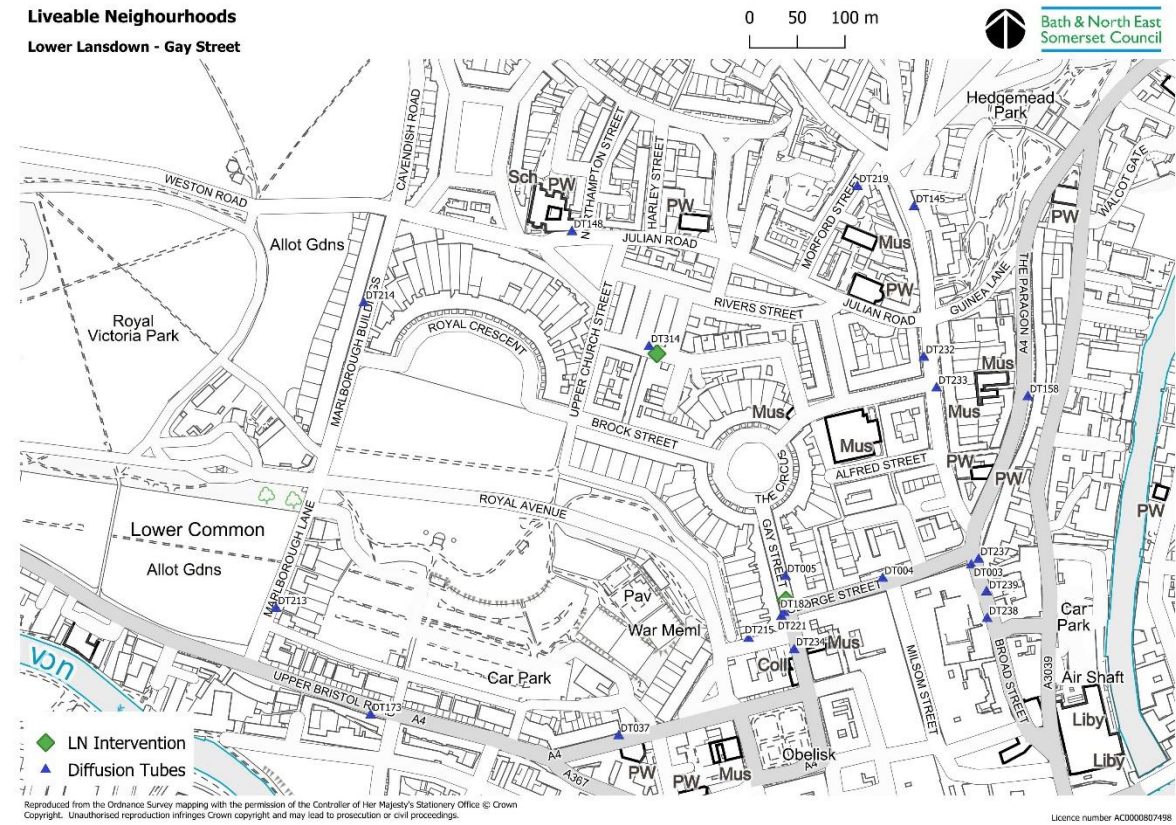 Liveable Neighourhoods
Lower Lansdown - Gay Street
0 50 100 m
Bath & North East
Somerset Council
Hedgemead
Park
CAVENDISH ROAD
WESTON ROAD
Sch
PW
NORTHAMPTON STREET
HARLEY STREET
PW
DT148
JULIAN ROAD
MORFORD STREET
DT219
DT145
Mus
PW
WALCOT GATE
PW
Allot Gdns
DT214
Royal
Victoria Park
MARLBOROUGH BUILDINGS
ROYAL CRESCENT
UPPER CHURCH STREET
RIVERS STREET
JULIAN ROAD
GUINEA LANE
THE PARAGON A4
DT314
DT232
DT233
Mus
DT158
Mus
BROCK STREET
Mus
Mus
ALFRED STREET
PW
PW
PW
THE CIRCUS
ROYAL AVENUE
Lower Common
Allot Gdns
MARLBOROUGH LANE
DT213
GAY STREET
DT005
DT004
GEORGE STREET
DT182
DT221
DT215
DT234
Mus
Coll
DT237
DT003
DT239
DT238
Pav
War Meml
Car Park
UPPER BRISTOL ROAD
A4
DT173
DT037
A4
A367
PW
PW
Mus
Obelisk
A4
MILSOM STREET
BROAD STREET
A3039
Car
Park
Air Shaft
Liby
Liby
LN Intervention
Diffusion Tubes
Reproduced from the Ordnance Survey mapping with the permission of the Controller of Her Majesty's Stationery Office © Crown
Copyright. Unauthorised reproduction infringes Crown copyright and may lead to prosecution or civil proceedings.
Licence number AC0000807498